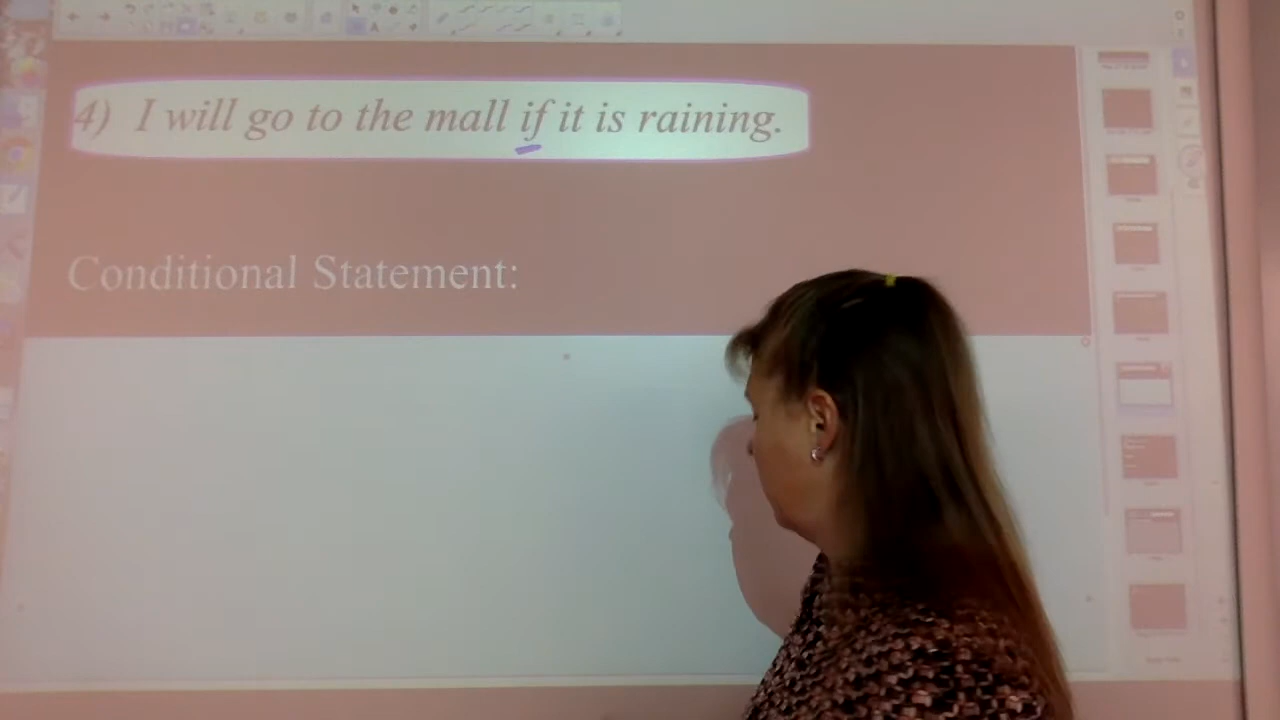 4) I will go to the mall if it is raining.
Conditional Statement: